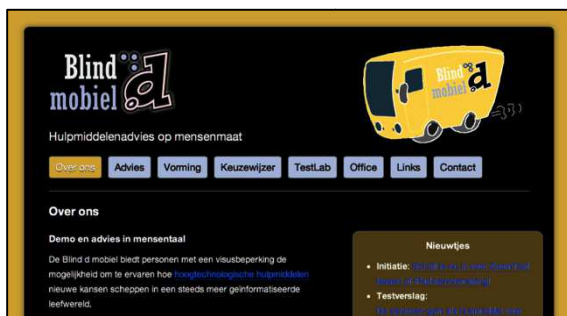 Blind d
mobiel
Blind d
mobiel
Hulpmiddelenadvies op mensenmaat
Over ons Advies Vorming Keuzewijzer TestLab Office Links Contact
Over ons
Demo en advies in mensentaal
De Blind d mobiel biedt personen met een visusbeperking de
mogelijkheid om te ervaren hoe hoogtechnologische hulpmiddelen
nieuwe kansen scheppen in een steeds meer geïnformatiseerde
leefwereld.
Nieuwtjes
Initiatie:
Testverslag: